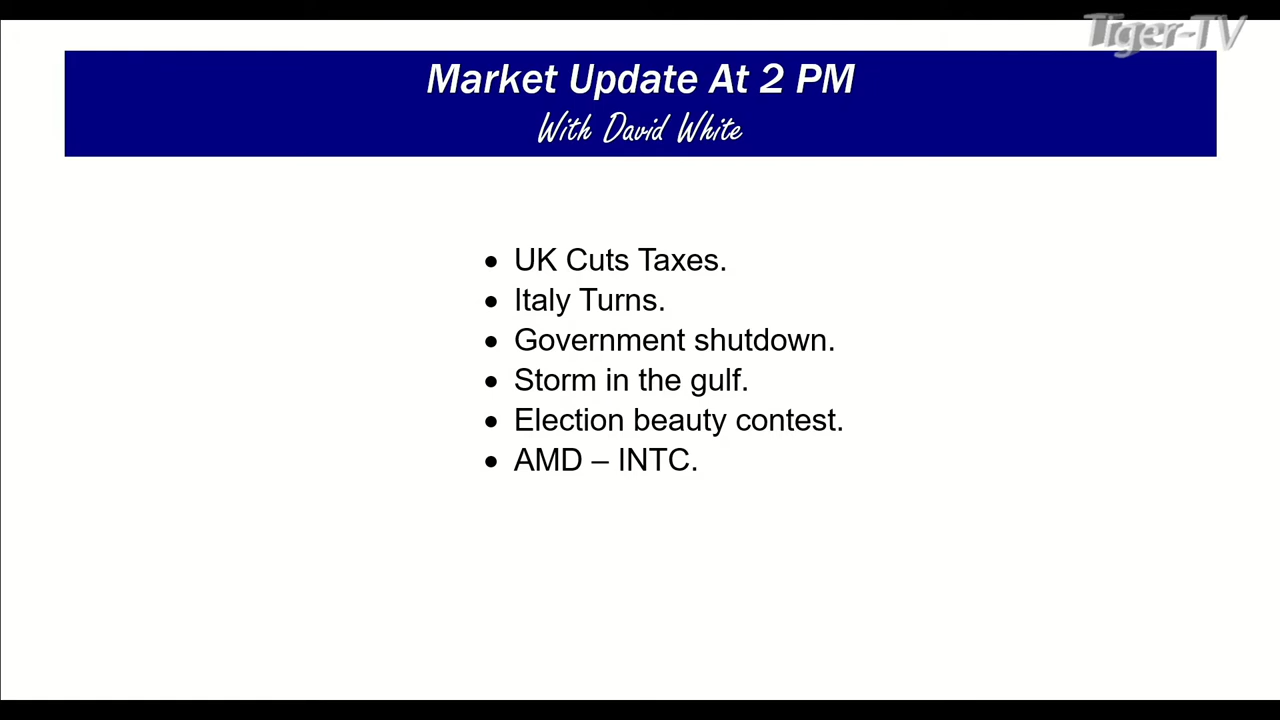 Tiger-TV
Market Update At 2 PM
With David White
• UK Cuts Taxes.
• Italy Turns.
• Government shutdown.
• Storm in the gulf.
• Election beauty contest.
• AMD – INTC.